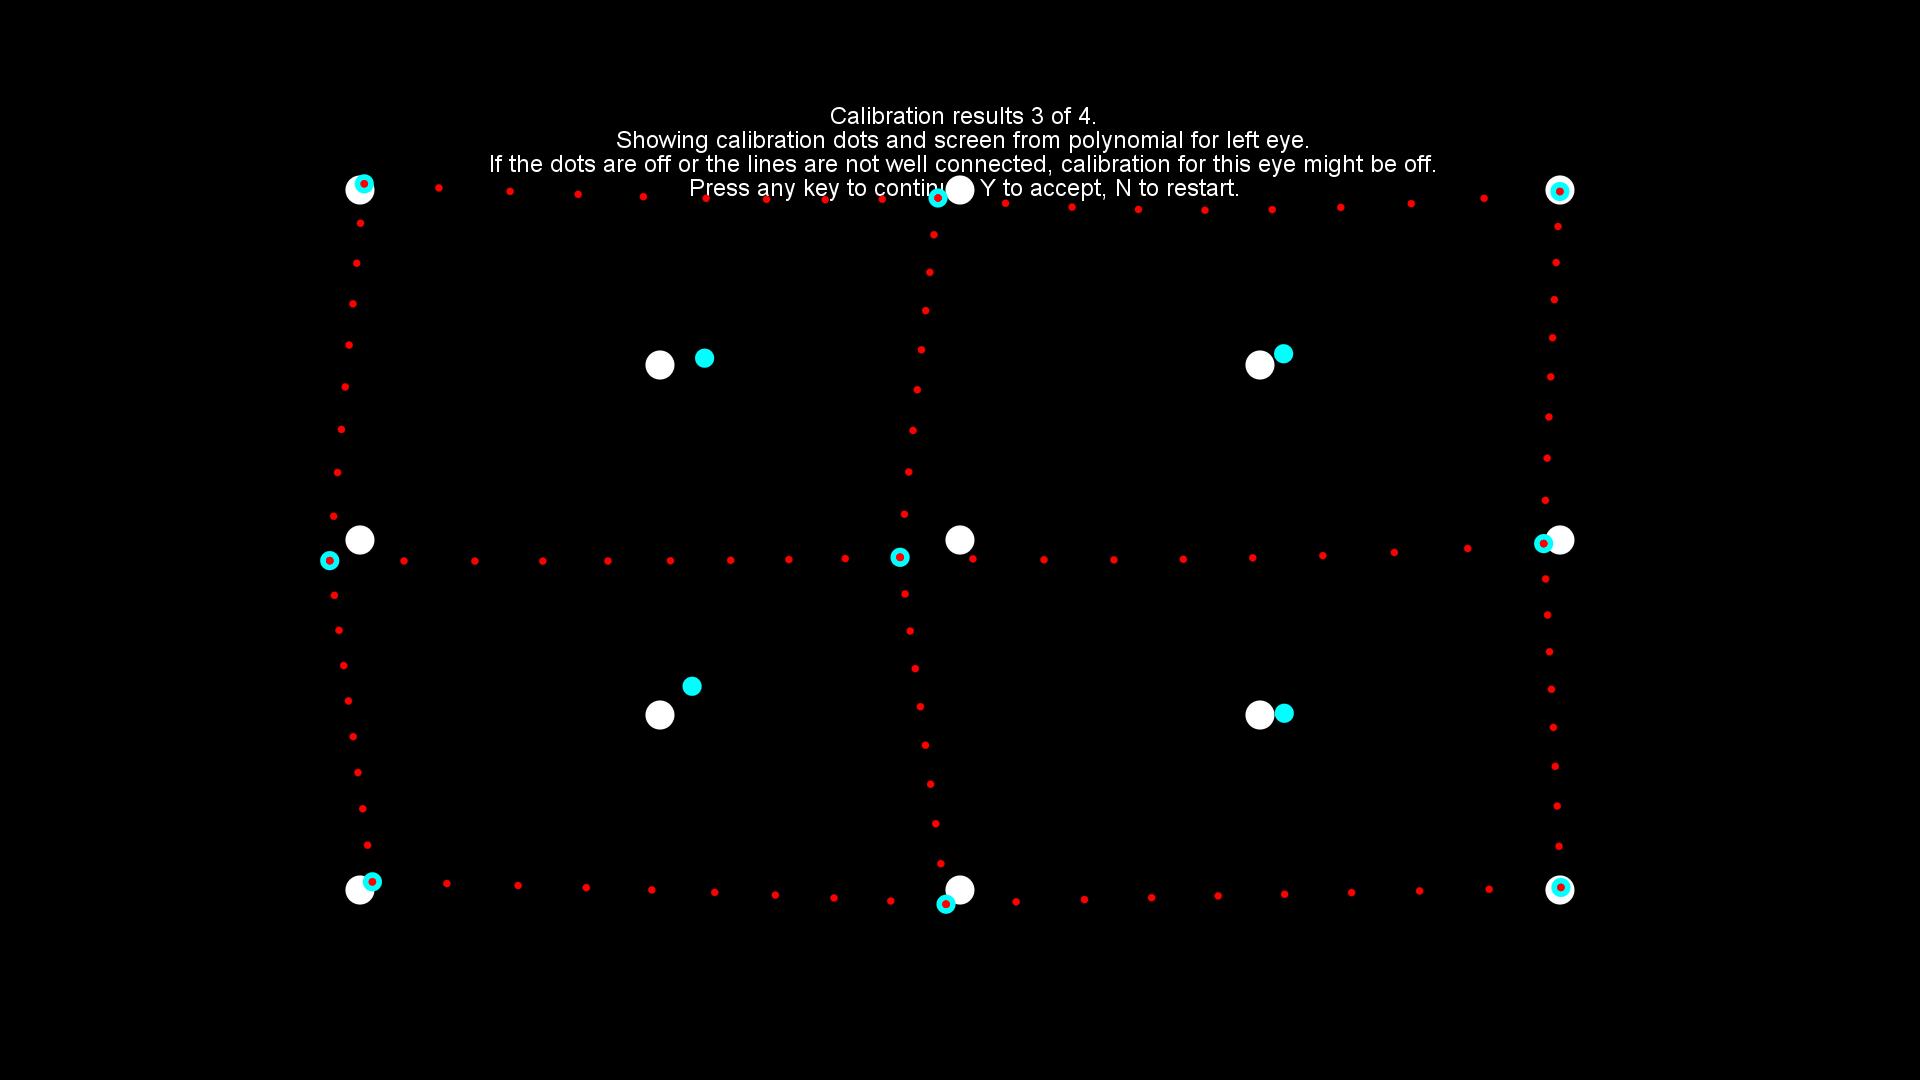 Calibration results 3 of 4.
Showing calibration dots and screen from polynomial for left eye.
If the dots are off or the lines are not well connected, calibration for this eye might be off.
Press any key to continu Y to accept, N to restart.